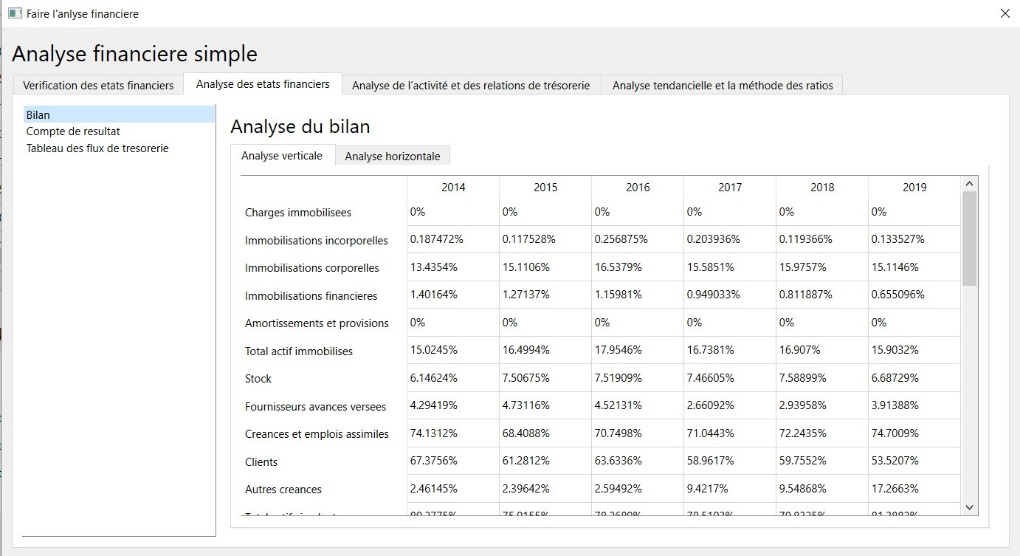 Faire l'anlyse financiere
Analyse financiere simple
Verification des etats financiers Analyse des etats financiers Analyse de l'activité et des relations de trésorerie Analyse tendancielle et la méthode des ratios
Bilan
Compte de resultat
Tableau des flux de tresorerie
Analyse du bilan
Analyse verticale Analyse horizontale
2014 2015 2016 2017 2018 2019
Charges immobilisees 0% 0% 0% 0% 0% 0%
Immobilisations incorporelles 0.187472% 0.117528% 0.256875% 0.203936% 0.119366% 0.133527%
Immobilisations corporelles 13.4354% 15.1106% 16.5379% 15.5851% 15.9757% 15.1146%
Immobilisations financieres 1.40164% 1.27137% 1.15981% 0.949033% 0.811887% 0.655096%
Amortissements et provisions 0% 0% 0% 0% 0% 0%
Total actif immobilises 15.0245% 16.4994% 17.9546% 16.7381% 16.907% 15.9032%
Stock 6.14624% 7.50675% 7.51909% 7.46605% 7.58899% 6.68729%
Fournisseurs avances versees 4.29419% 4.73116% 4.52131% 2.66092% 2.93958% 3.91388%
Creances et emplois assimiles 74.1312% 68.4088% 70.7498% 71.0443% 72.2435% 74.7009%
Clients 67.3756% 61.2812% 63.6336% 58.9617% 59.7552% 53.5207%
Autres creances 2.46145% 2.39642% 2.59492% 9.4217% 9.54868% 17.2663%